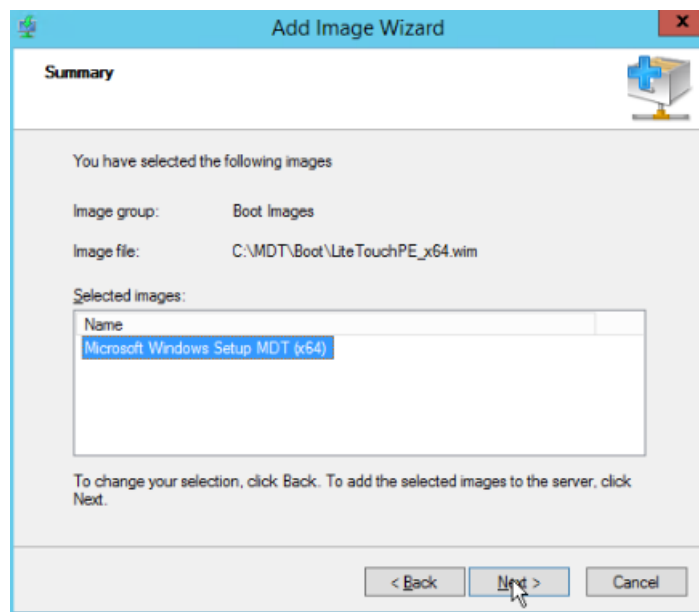 Add Image Wizard
x
Summary
You have selected the following images
Image group: Boot Images
Image file: C:\MDT\Boot\LiteTouchPE_x64.wim
Selected images:
Name
Microsoft Windows Setup MDT (x64)
To change your selection, click Back. To add the selected images to the server, click
Next.
< Back Next > Cancel